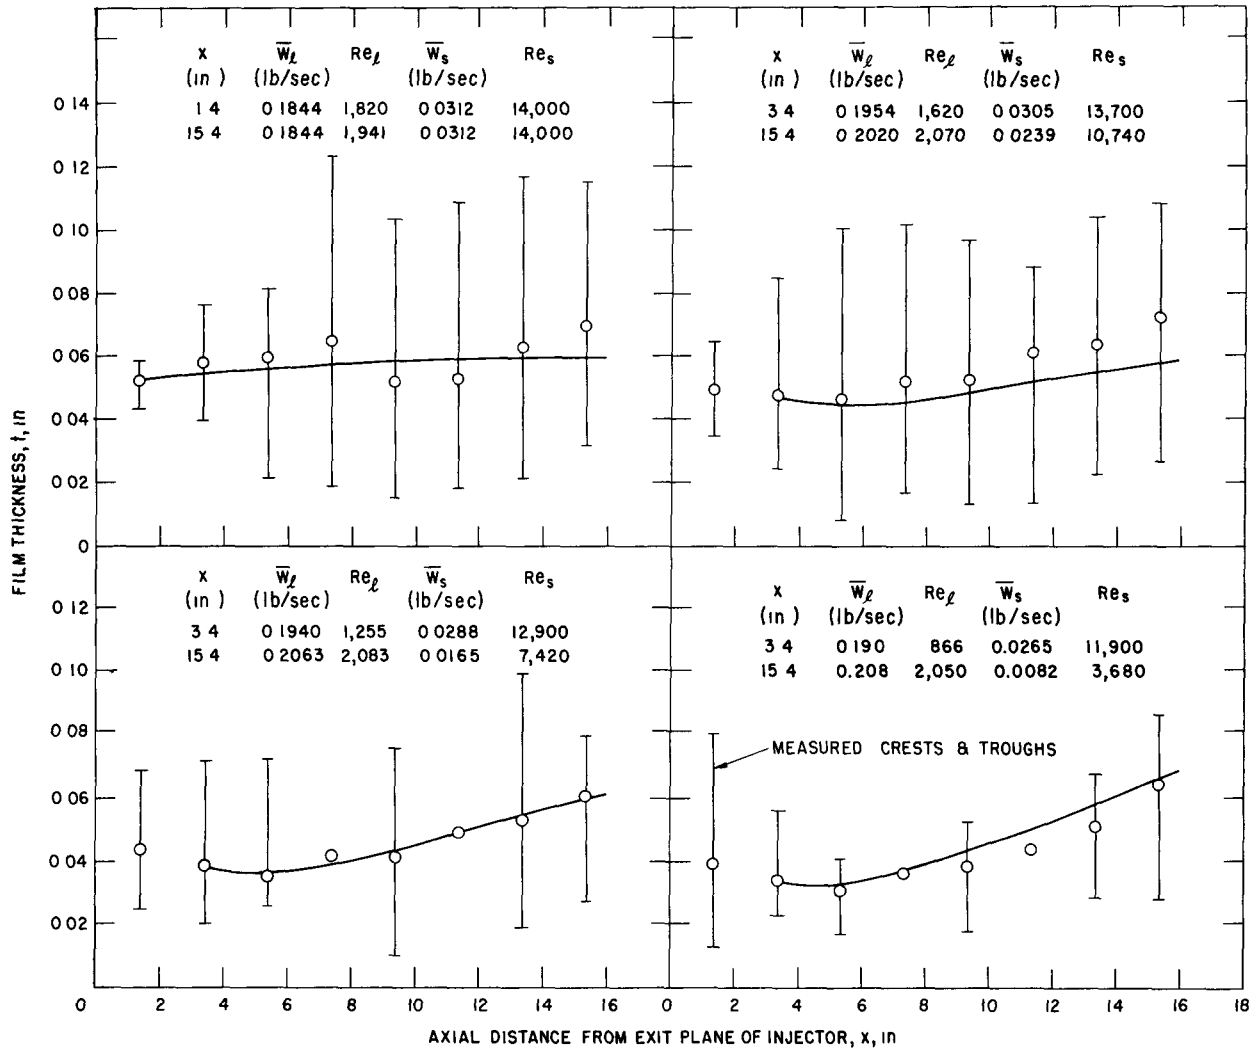 x W̅ℓ Reℓ W̅s Res
(in ) (lb/sec) (lb/sec)
1 4 0 1844 1,820 0 0312 14,000
15 4 0 1844 1,941 0 0312 14,000
x W̅ℓ Reℓ W̅s Res
(in ) (lb/sec) (lb/sec)
3 4 0 1954 1,620 0 0305 13,700
15 4 0 2020 2,070 0 0239 10,740
0 14
0 12
0 10
0 08
0 06
0 04
0 02
0
x W̅ℓ Reℓ W̅s Res
(in ) (lb/sec) (lb/sec)
3 4 0 1940 1,255 0 0288 12,900
15 4 0 2063 2,083 0 0165 7,420
x W̅ℓ Reℓ W̅s Res
(in ) (lb/sec) (lb/sec)
3 4 0 190 866 0.0265 11,900
15 4 0.208 2,050 0.0082 3,680
MEASURED CRESTS & TROUGHS
0 12
0 10
0 08
0 06
0 04
0 02
0 2 4 6 8 10 12 14 16 0 2 4 6 8 10 12 14 16 18
FILM THICKNESS, t, in
AXIAL DISTANCE FROM EXIT PLANE OF INJECTOR, x, in